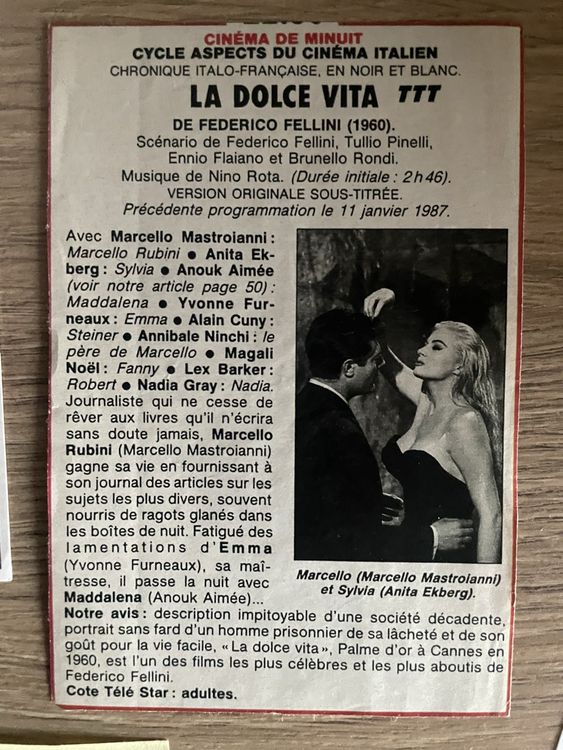 CINÉMA DE MINUIT
CYCLE ASPECTS DU CINÉMA ITALIEN
CHRONIQUE ITALO-FRANÇAISE, EN NOIR ET BLANC.
LA DOLCE VITA TTT
DE FEDERICO FELLINI (1960).
Scénario de Federico Fellini, Tullio Pinelli,
Ennio Flaiano et Brunello Rondi.
Musique de Nino Rota. (Durée initiale : 2 h 46).
VERSION ORIGINALE SOUS-TITRÉE.
Précédente programmation le 11 janvier 1987.
Avec Marcello Mastroianni :
Marcello Rubini ● Anita Ek-
berg : Sylvia ● Anouk Aimée
(voir notre article page 50) :
Maddalena ● Yvonne Fur-
neaux : Emma ● Alain Cuny :
Steiner ● Annibale Ninchi : le
père de Marcello ● Magali
Noël : Fanny ● Lex Barker :
Robert ● Nadia Gray : Nadia.
Journaliste qui ne cesse de
rêver aux livres qu'il n'écrira
sans doute jamais, Marcello
Rubini (Marcello Mastroianni)
gagne sa vie en fournissant à
son journal des articles sur les
sujets les plus divers, souvent
nourris de ragots glanés dans
les boîtes de nuit. Fatigué des
lamentations d'Emma
(Yvonne Furneaux), sa maî-
tresse, il passe la nuit avec
Maddalena (Anouk Aimée)...
Marcello (Marcello Mastroianni)
et Sylvia (Anita Ekberg).
Notre avis : description impitoyable d'une société décadente,
portrait sans fard d'un homme prisonnier de sa lâcheté et de son
goût pour la vie facile, « La dolce vita », Palme d'or à Cannes en
1960, est l'un des films les plus célèbres et les plus aboutis de
Federico Fellini.
Cote Télé Star : adultes.